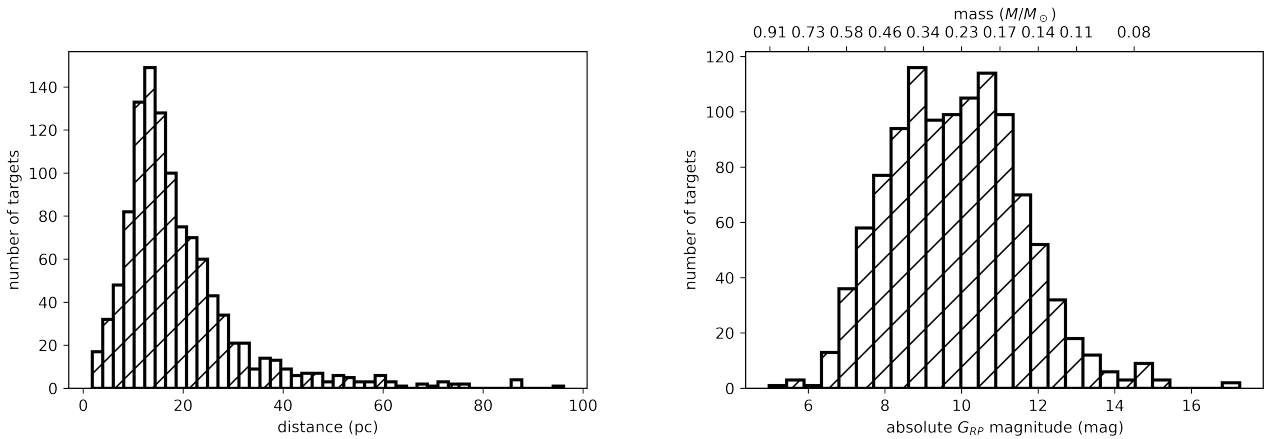 140
120
100
80
60
40
20
0
number of targets
0 20 40 60 80 100
distance (pc)
mass (M/M☉)
0.91 0.73 0.58 0.46 0.34 0.23 0.17 0.14 0.11 0.08
120
100
80
60
40
20
0
number of targets
6 8 10 12 14 16
absolute G_RP magnitude (mag)